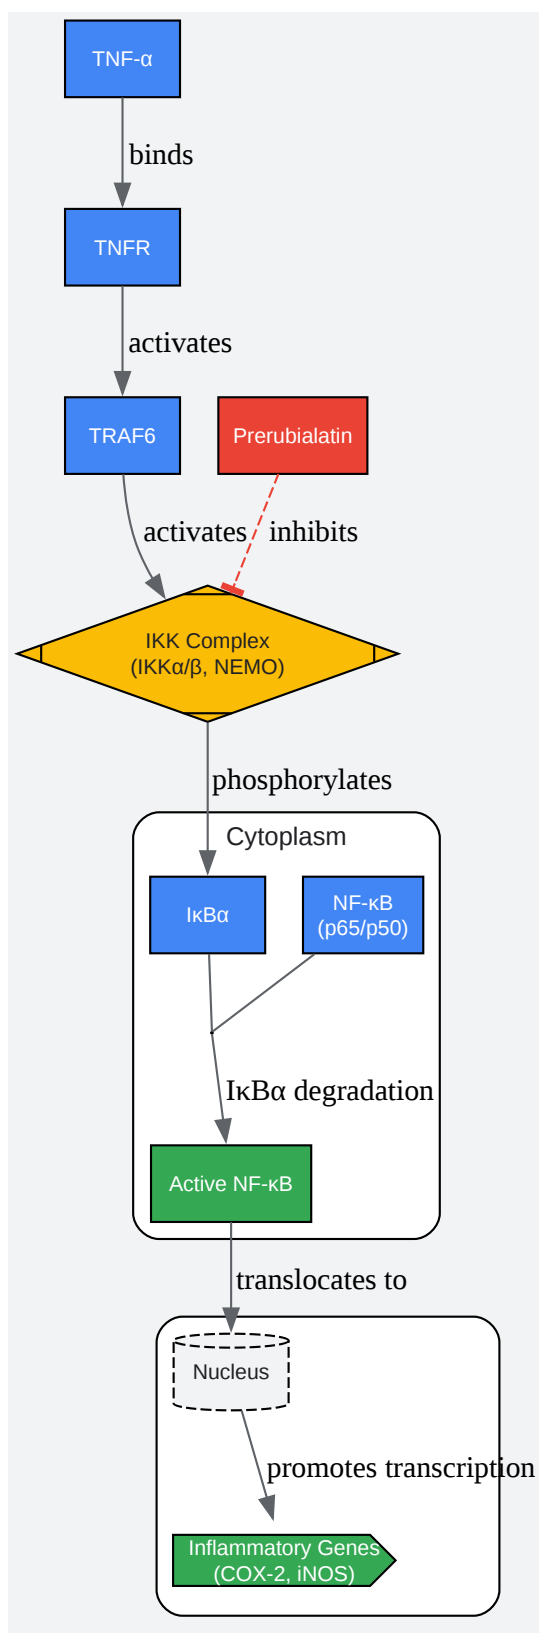 TNF-α
binds
TNFR
activates
TRAF6
Prerubialatin
activates
inhibits
IKK Complex
(IKKα/β, NEMO)
phosphorylates
Cytoplasm
IκBα
NF-κB
(p65/p50)
IκBα degradation
Active NF-κB
translocates to
Nucleus
promotes transcription
Inflammatory Genes
(COX-2, iNOS)